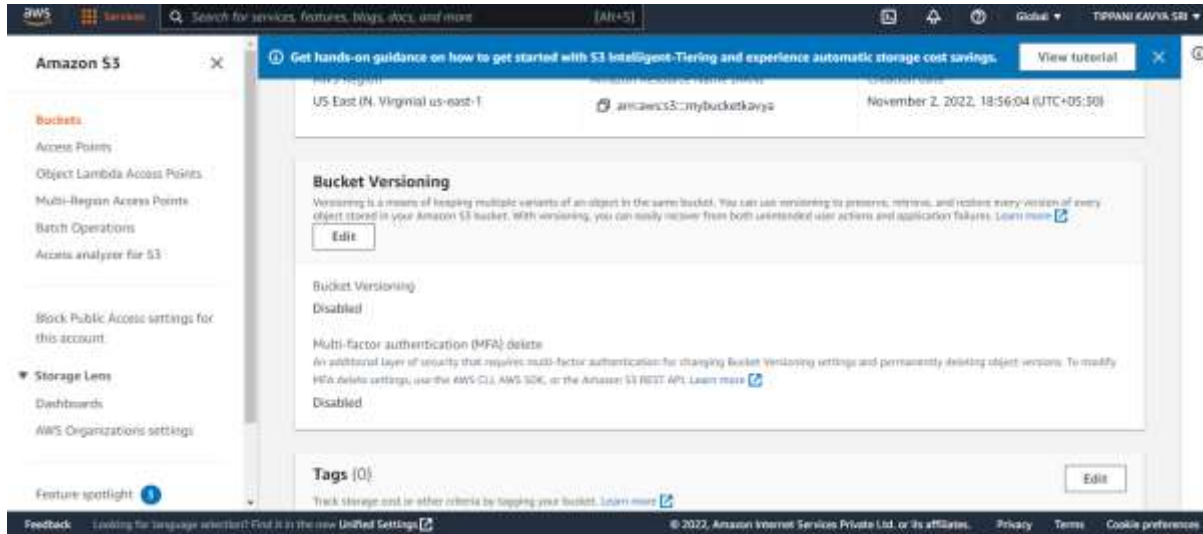 aws
Services
Search for services, features, blogs, docs, and more
[Alt+S]
Global
TIPPANI KAVYA SRI
Amazon S3
Get hands-on guidance on how to get started with S3 Intelligent-Tiering and experience automatic storage cost savings.
View tutorial
AWS Region
Amazon Resource Name (ARN)
Creation date
US East (N. Virginia) us-east-1
arn:aws:s3:::mybucketkavya
November 2, 2022, 18:56:04 (UTC+05:30)
Buckets
Access Points
Object Lambda Access Points
Multi-Region Access Points
Batch Operations
Access analyzer for S3
Block Public Access settings for
this account
Storage Lens
Dashboards
AWS Organizations settings
Feature spotlight 3
Bucket Versioning
Versioning is a means of keeping multiple variants of an object in the same bucket. You can use versioning to preserve, retrieve, and restore every version of every
object stored in your Amazon S3 bucket. With versioning, you can easily recover from both unintended user actions and application failures. Learn more
Edit
Bucket Versioning
Disabled
Multi-factor authentication (MFA) delete
An additional layer of security that requires multi-factor authentication for changing Bucket Versioning settings and permanently deleting object versions. To modify
MFA delete settings, use the AWS CLI, AWS SDK, or the Amazon S3 REST API. Learn more
Disabled
Tags (0)
Edit
Track storage cost or other criteria by tagging your bucket. Learn more
Feedback
Looking for language selection? Find it in the new Unified Settings
© 2022, Amazon Internet Services Private Ltd. or its affiliates.
Privacy
Terms
Cookie preferences